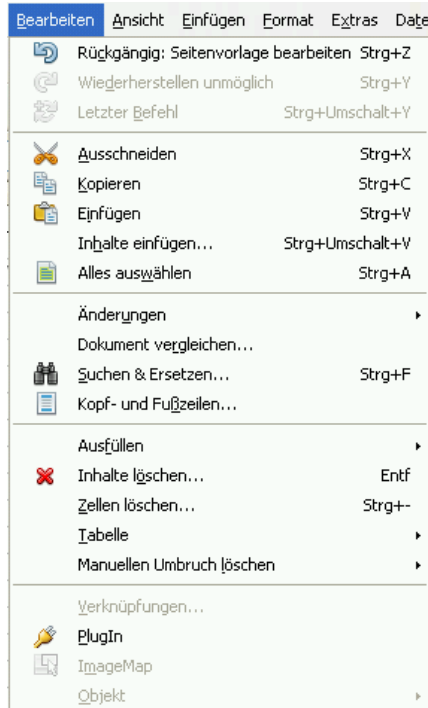 Bearbeiten Ansicht Einfügen Format Extras Date
Rückgängig: Seitenvorlage bearbeiten Strg+Z
Wiederherstellen unmöglich Strg+Y
Letzter Befehl Strg+Umschalt+Y
Ausschneiden Strg+X
Kopieren Strg+C
Einfügen Strg+V
Inhalte einfügen... Strg+Umschalt+V
Alles auswählen Strg+A
Änderungen
Dokument vergleichen...
Suchen & Ersetzen... Strg+F
Kopf- und Fußzeilen...
Ausfüllen
Inhalte löschen... Entf
Zellen löschen... Strg+-
Tabelle
Manuellen Umbruch löschen
Verknüpfungen...
PlugIn
ImageMap
Objekt